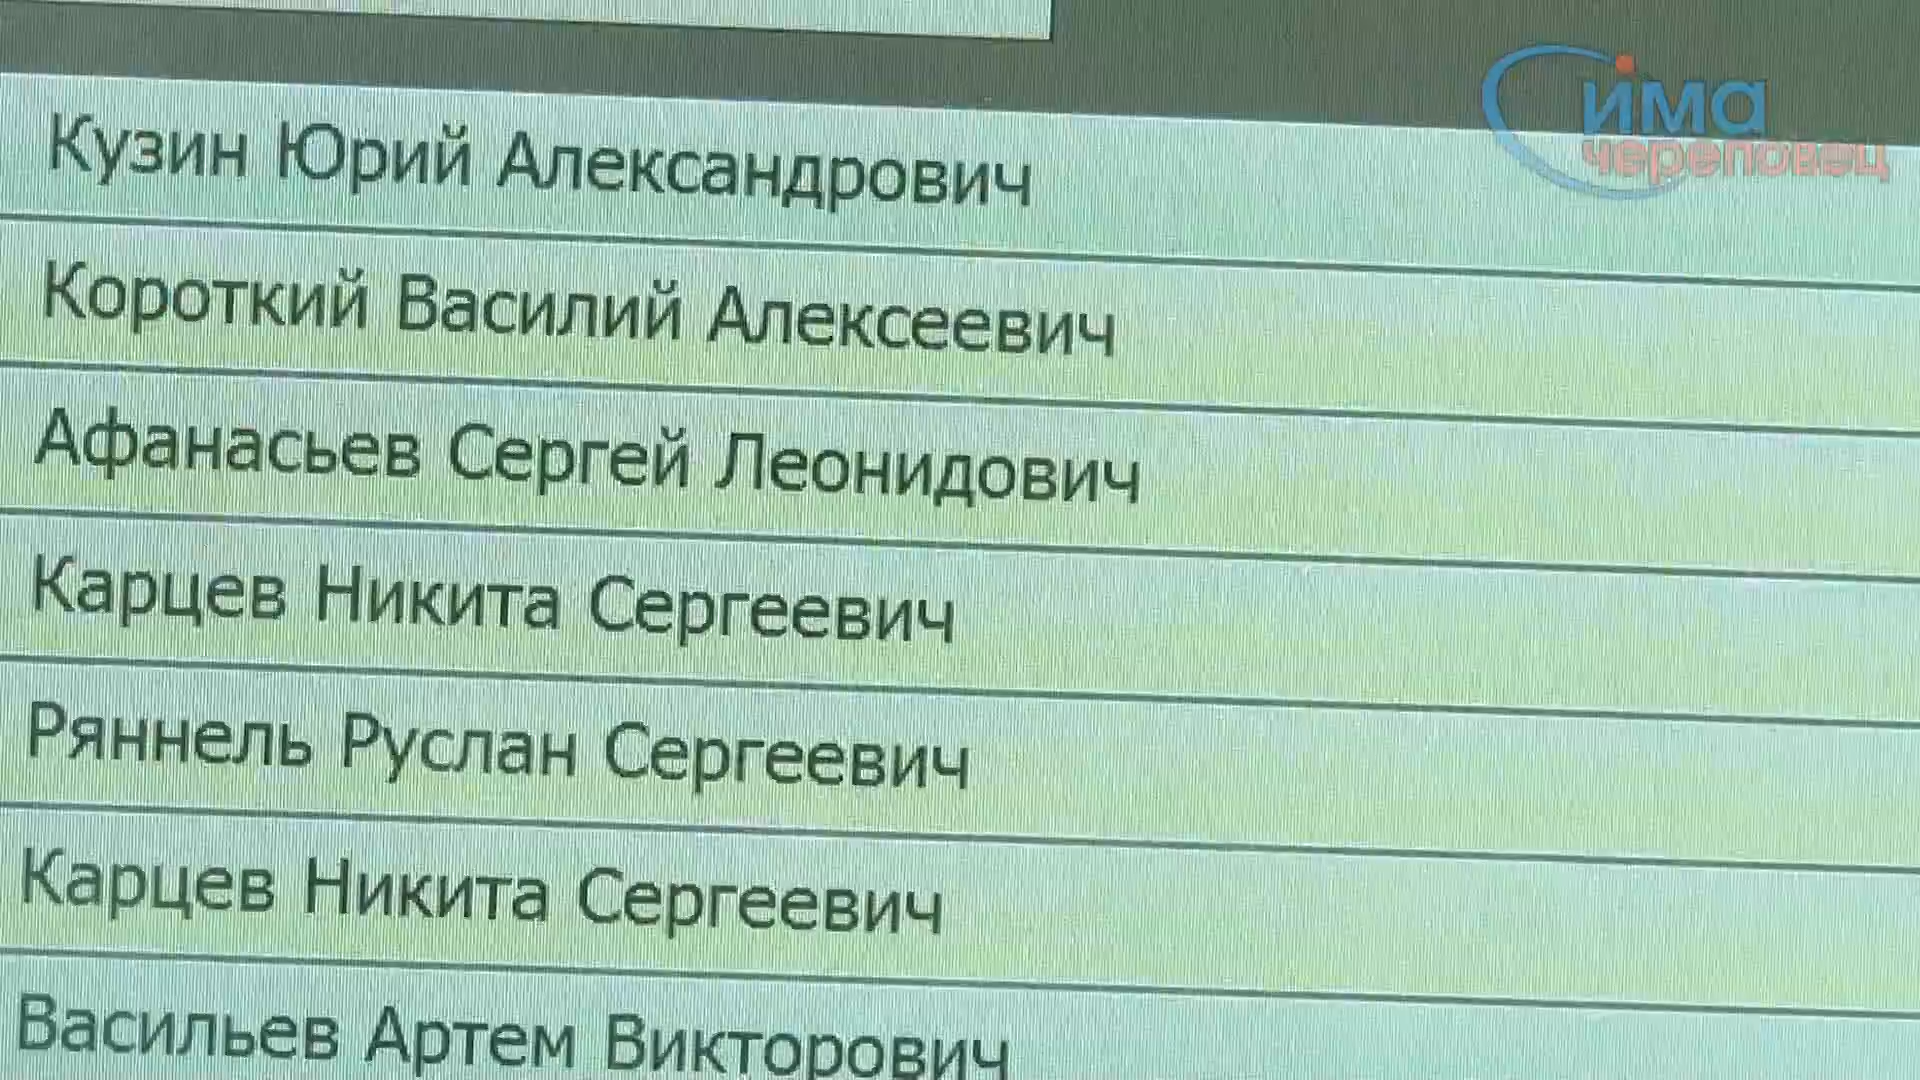 има
череповец
Кузин Юрий Александрович
Короткий Василий Алексеевич
Афанасьев Сергей Леонидович
Карцев Никита Сергеевич
Ряннель Руслан Сергеевич
Карцев Никита Сергеевич
Васильев Артем Викторович